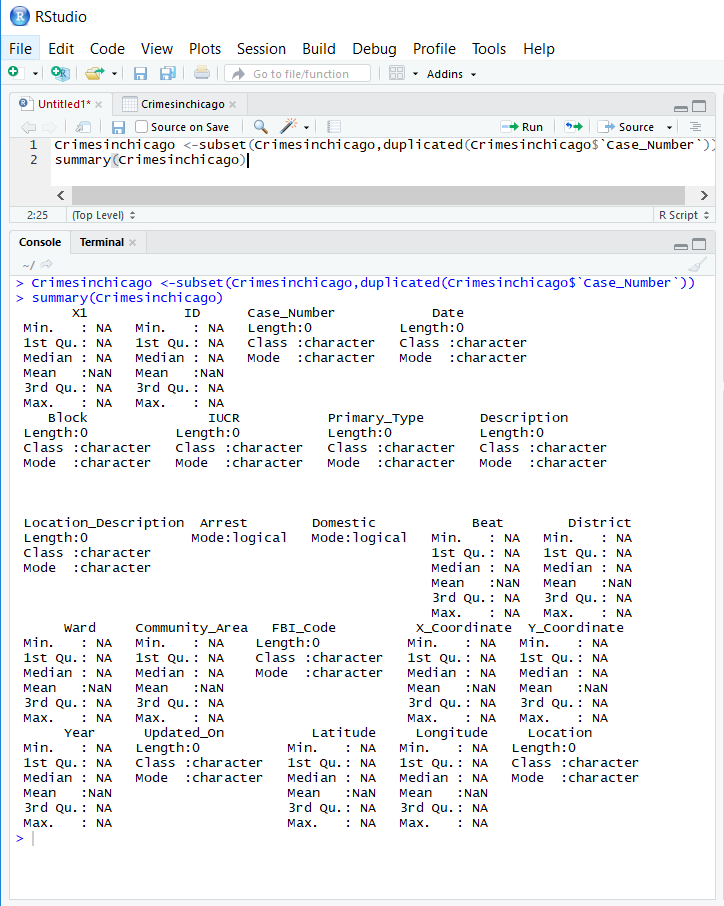 RStudio
File Edit Code View Plots Session Build Debug Profile Tools Help
Go to file/function Addins
Untitled1* Crimesinchicago
Source on Save Run Source
1 Crimesinchicago <-subset(Crimesinchicago,duplicated(Crimesinchicago$`Case_Number`))
2 summary(Crimesinchicago)
2:25 (Top Level) R Script
Console Terminal
~/
> Crimesinchicago <-subset(Crimesinchicago,duplicated(Crimesinchicago$`Case_Number`))
> summary(Crimesinchicago)
X1 ID Case_Number Date
Min. : NA Min. : NA Length:0 Length:0
1st Qu.: NA 1st Qu.: NA Class :character Class :character
Median : NA Median : NA Mode :character Mode :character
Mean :NaN Mean :NaN
3rd Qu.: NA 3rd Qu.: NA
Max. : NA Max. : NA
Block IUCR Primary_Type Description
Length:0 Length:0 Length:0 Length:0
Class :character Class :character Class :character Class :character
Mode :character Mode :character Mode :character Mode :character
Location_Description Arrest Domestic Beat District
Length:0 Mode:logical Mode:logical Min. : NA Min. : NA
Class :character 1st Qu.: NA 1st Qu.: NA
Mode :character Median : NA Median : NA
Mean :NaN Mean :NaN
3rd Qu.: NA 3rd Qu.: NA
Max. : NA Max. : NA
Ward Community_Area FBI_Code X_Coordinate Y_Coordinate
Min. : NA Min. : NA Length:0 Min. : NA Min. : NA
1st Qu.: NA 1st Qu.: NA Class :character 1st Qu.: NA 1st Qu.: NA
Median : NA Median : NA Mode :character Median : NA Median : NA
Mean :NaN Mean :NaN Mean :NaN Mean :NaN
3rd Qu.: NA 3rd Qu.: NA 3rd Qu.: NA 3rd Qu.: NA
Max. : NA Max. : NA Max. : NA Max. : NA
Year Updated_On Latitude Longitude Location
Min. : NA Length:0 Min. : NA Min. : NA Length:0
1st Qu.: NA Class :character 1st Qu.: NA 1st Qu.: NA Class :character
Median : NA Mode :character Median : NA Median : NA Mode :character
Mean :NaN Mean :NaN Mean :NaN
3rd Qu.: NA 3rd Qu.: NA 3rd Qu.: NA
Max. : NA Max. : NA Max. : NA
>